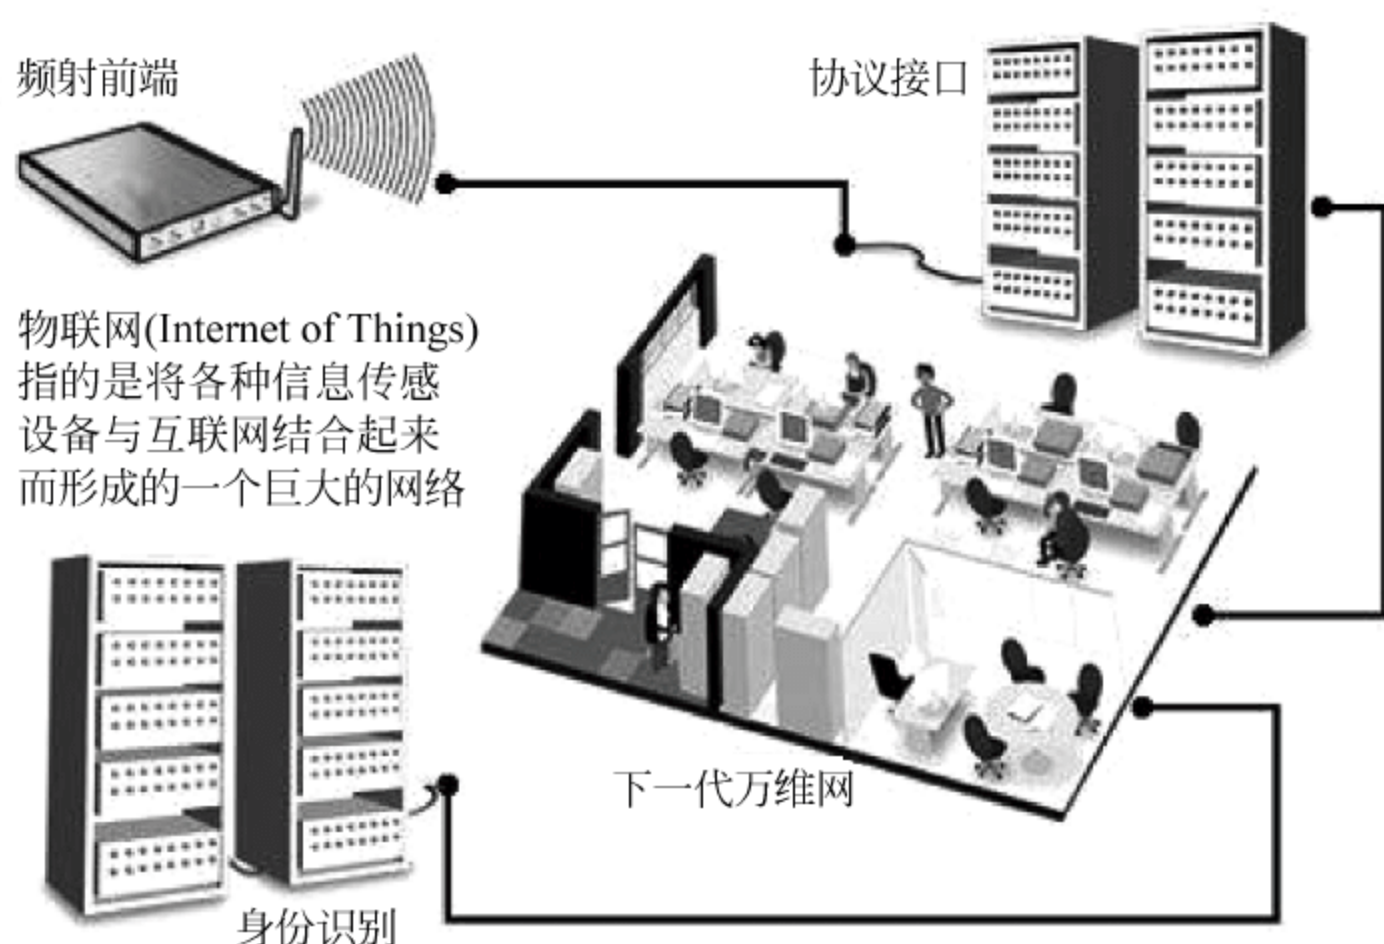 频射前端
协议接口
物联网(Internet of Things)
指的是将各种信息传感
设备与互联网结合起来
而形成的一个巨大的网络
下一代万维网
身份识别